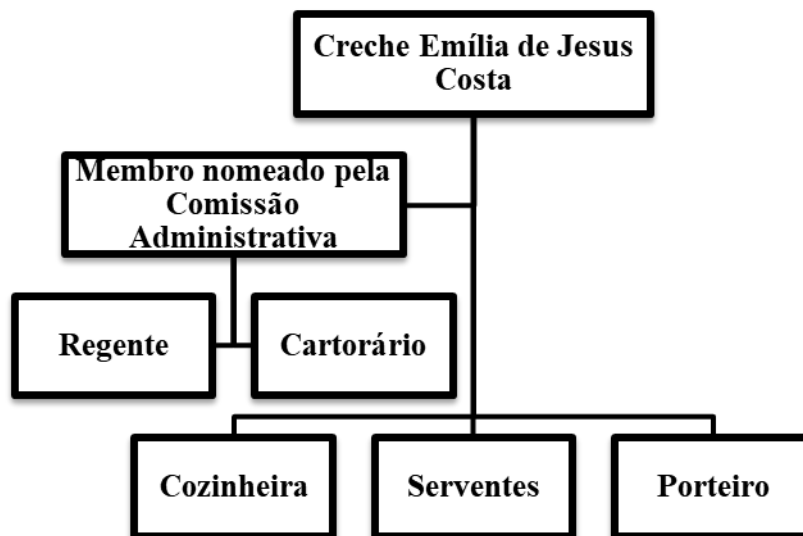 Creche Emília de Jesus
Costa
Membro nomeado pela
Comissão
Administrativa
Regente
Cartorário
Cozinheira
Serventes
Porteiro